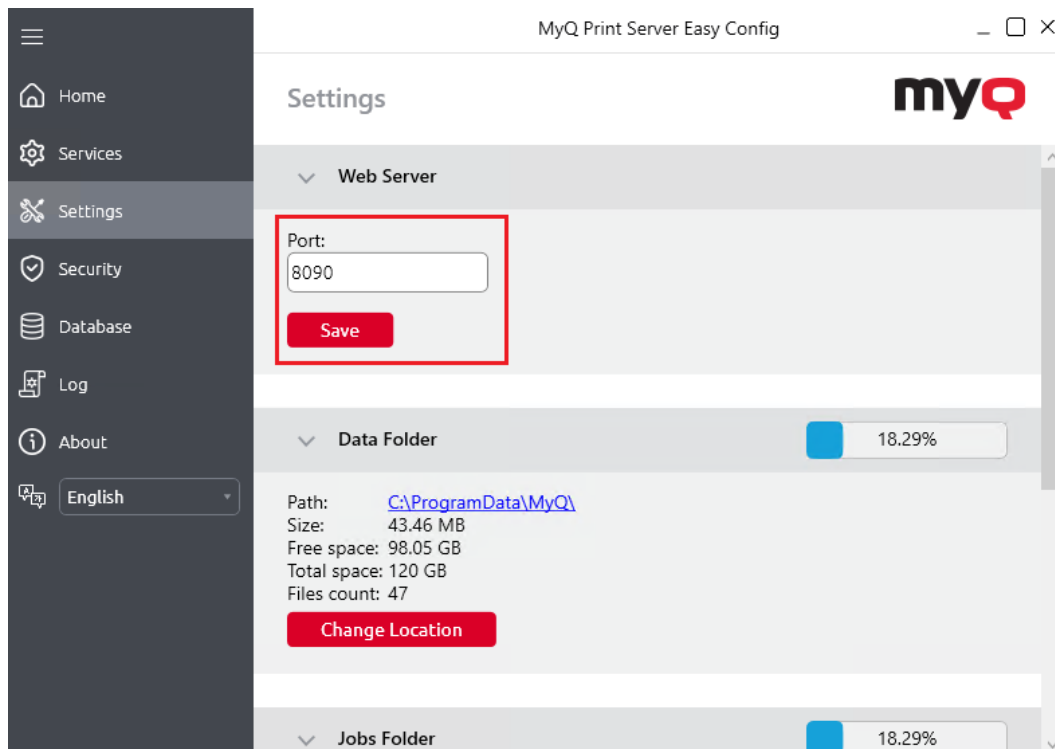 MyQ Print Server Easy Config
Home
Services
Settings
Security
Database
Log
About
English
Settings
myQ
Web Server
Port:
8090
Save
Data Folder
18.29%
Path: C:\ProgramData\MyQ\
Size: 43.46 MB
Free space: 98.05 GB
Total space: 120 GB
Files count: 47
Change Location
Jobs Folder
18.29%